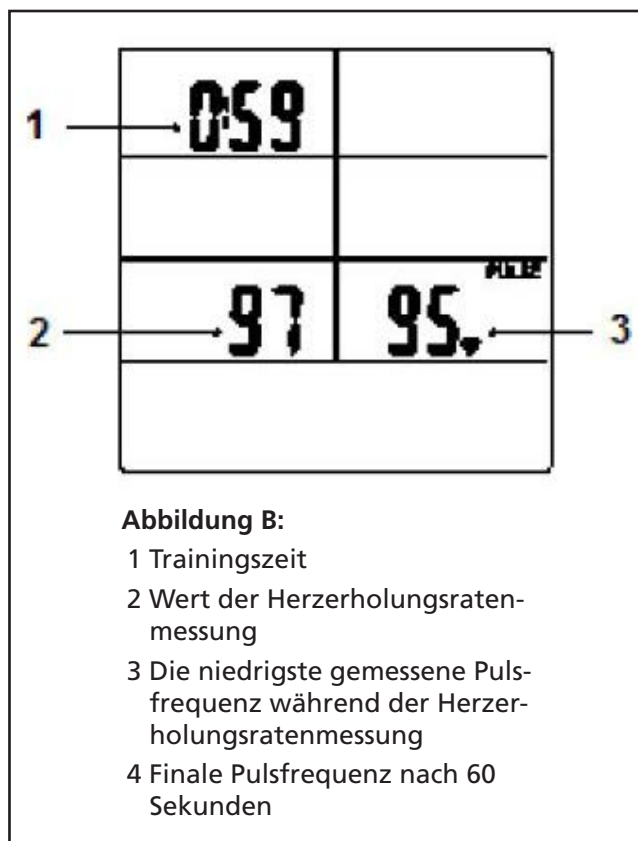 0:59
1
PULSE
97
95
2
3
Abbildung B:
1 Trainingszeit
2 Wert der Herzerholungsraten-
messung
3 Die niedrigste gemessene Puls-
frequenz während der Herzer-
holungsratenmessung
4 Finale Pulsfrequenz nach 60
Sekunden